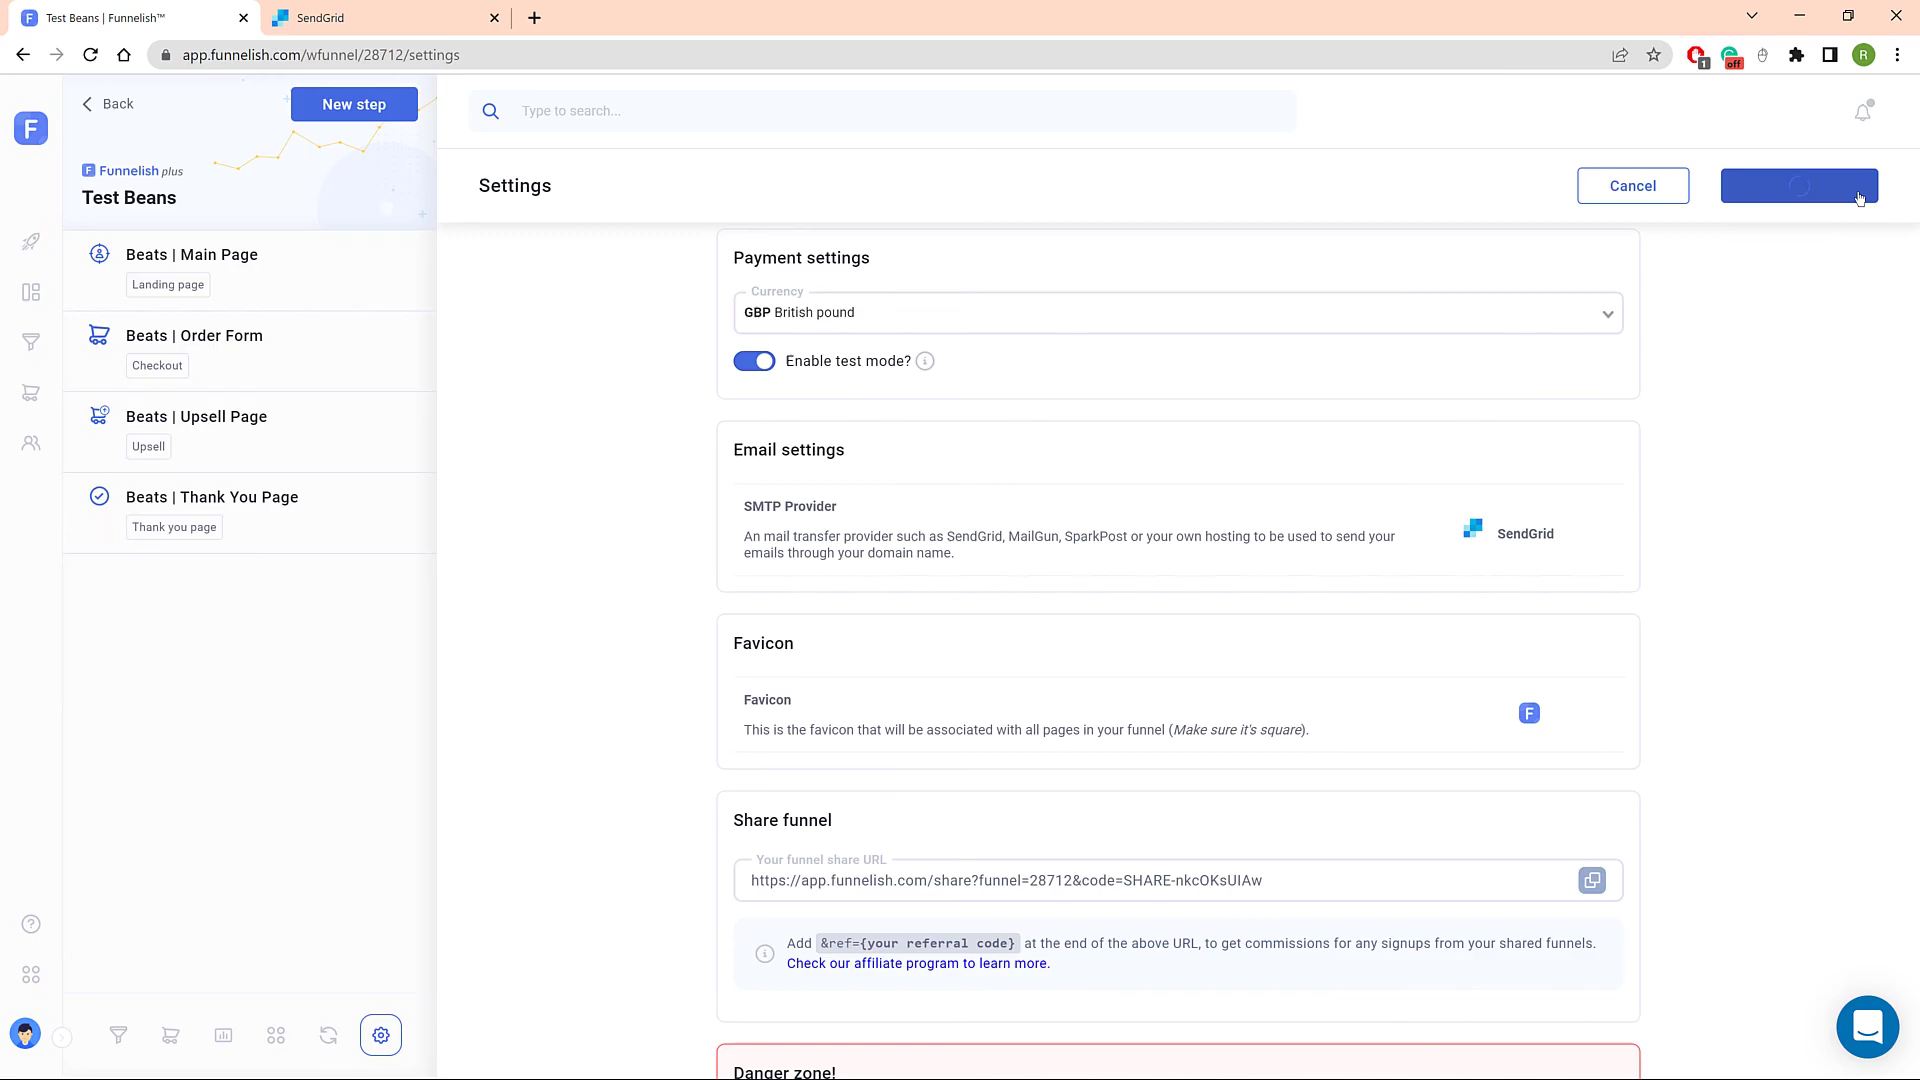 Test Beans | Funnelish™
SendGrid
app.funnelish.com/wfunnel/28712/settings
1
off
R
Back
New step
F
F Funnelish plus
Test Beans
Beats | Main Page
Landing page
Beats | Order Form
Checkout
Beats | Upsell Page
Upsell
Beats | Thank You Page
Thank you page
Type to search...
Settings
Cancel
Payment settings
Currency
GBP British pound
Enable test mode?
Email settings
SMTP Provider
An mail transfer provider such as SendGrid, MailGun, SparkPost or your own hosting to be used to send your
emails through your domain name.
SendGrid
Favicon
Favicon
This is the favicon that will be associated with all pages in your funnel (Make sure it's square).
F
Share funnel
Your funnel share URL
https://app.funnelish.com/share?funnel=28712&code=SHARE-nkcOKsUIAw
Add &ref={your referral code} at the end of the above URL, to get commissions for any signups from your shared funnels.
Check our affiliate program to learn more.
Danger zone!